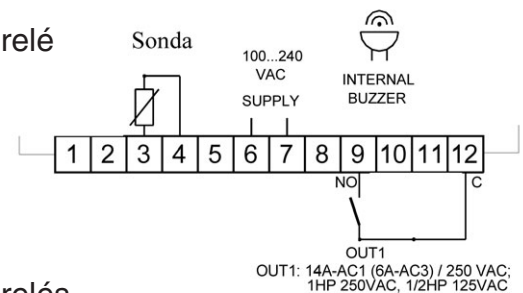 relé
Sonda
100...240
VAC
SUPPLY
INTERNAL
BUZZER
1 2 3 4 5 6 7 8 9 10 11 12
NO
C
OUT1
OUT1: 14A-AC1 (6A-AC3) / 250 VAC;
1HP 250VAC, 1/2HP 125VAC
relés